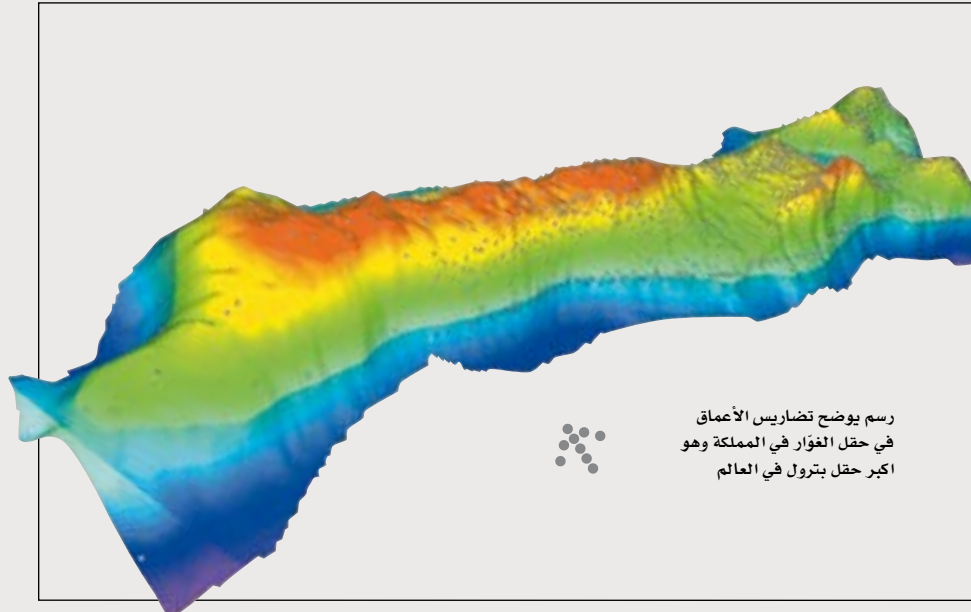 رسم يوضح تضاريس الأعماق
في حقل الغوّار في المملكة وهو
اكبر حقل بترول في العالم